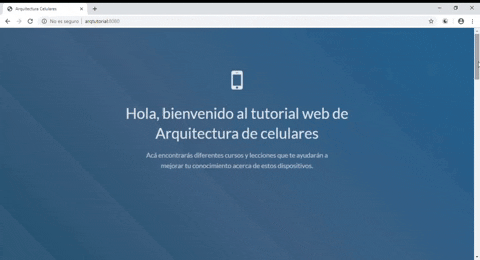 Arquitectura Celulares
No es seguro | arqtutorial:8080
Hola, bienvenido al tutorial web de
Arquitectura de celulares
Acá encontrarás diferentes cursos y lecciones que te ayudarán a
mejorar tu conocimiento acerca de estos dispositivos.